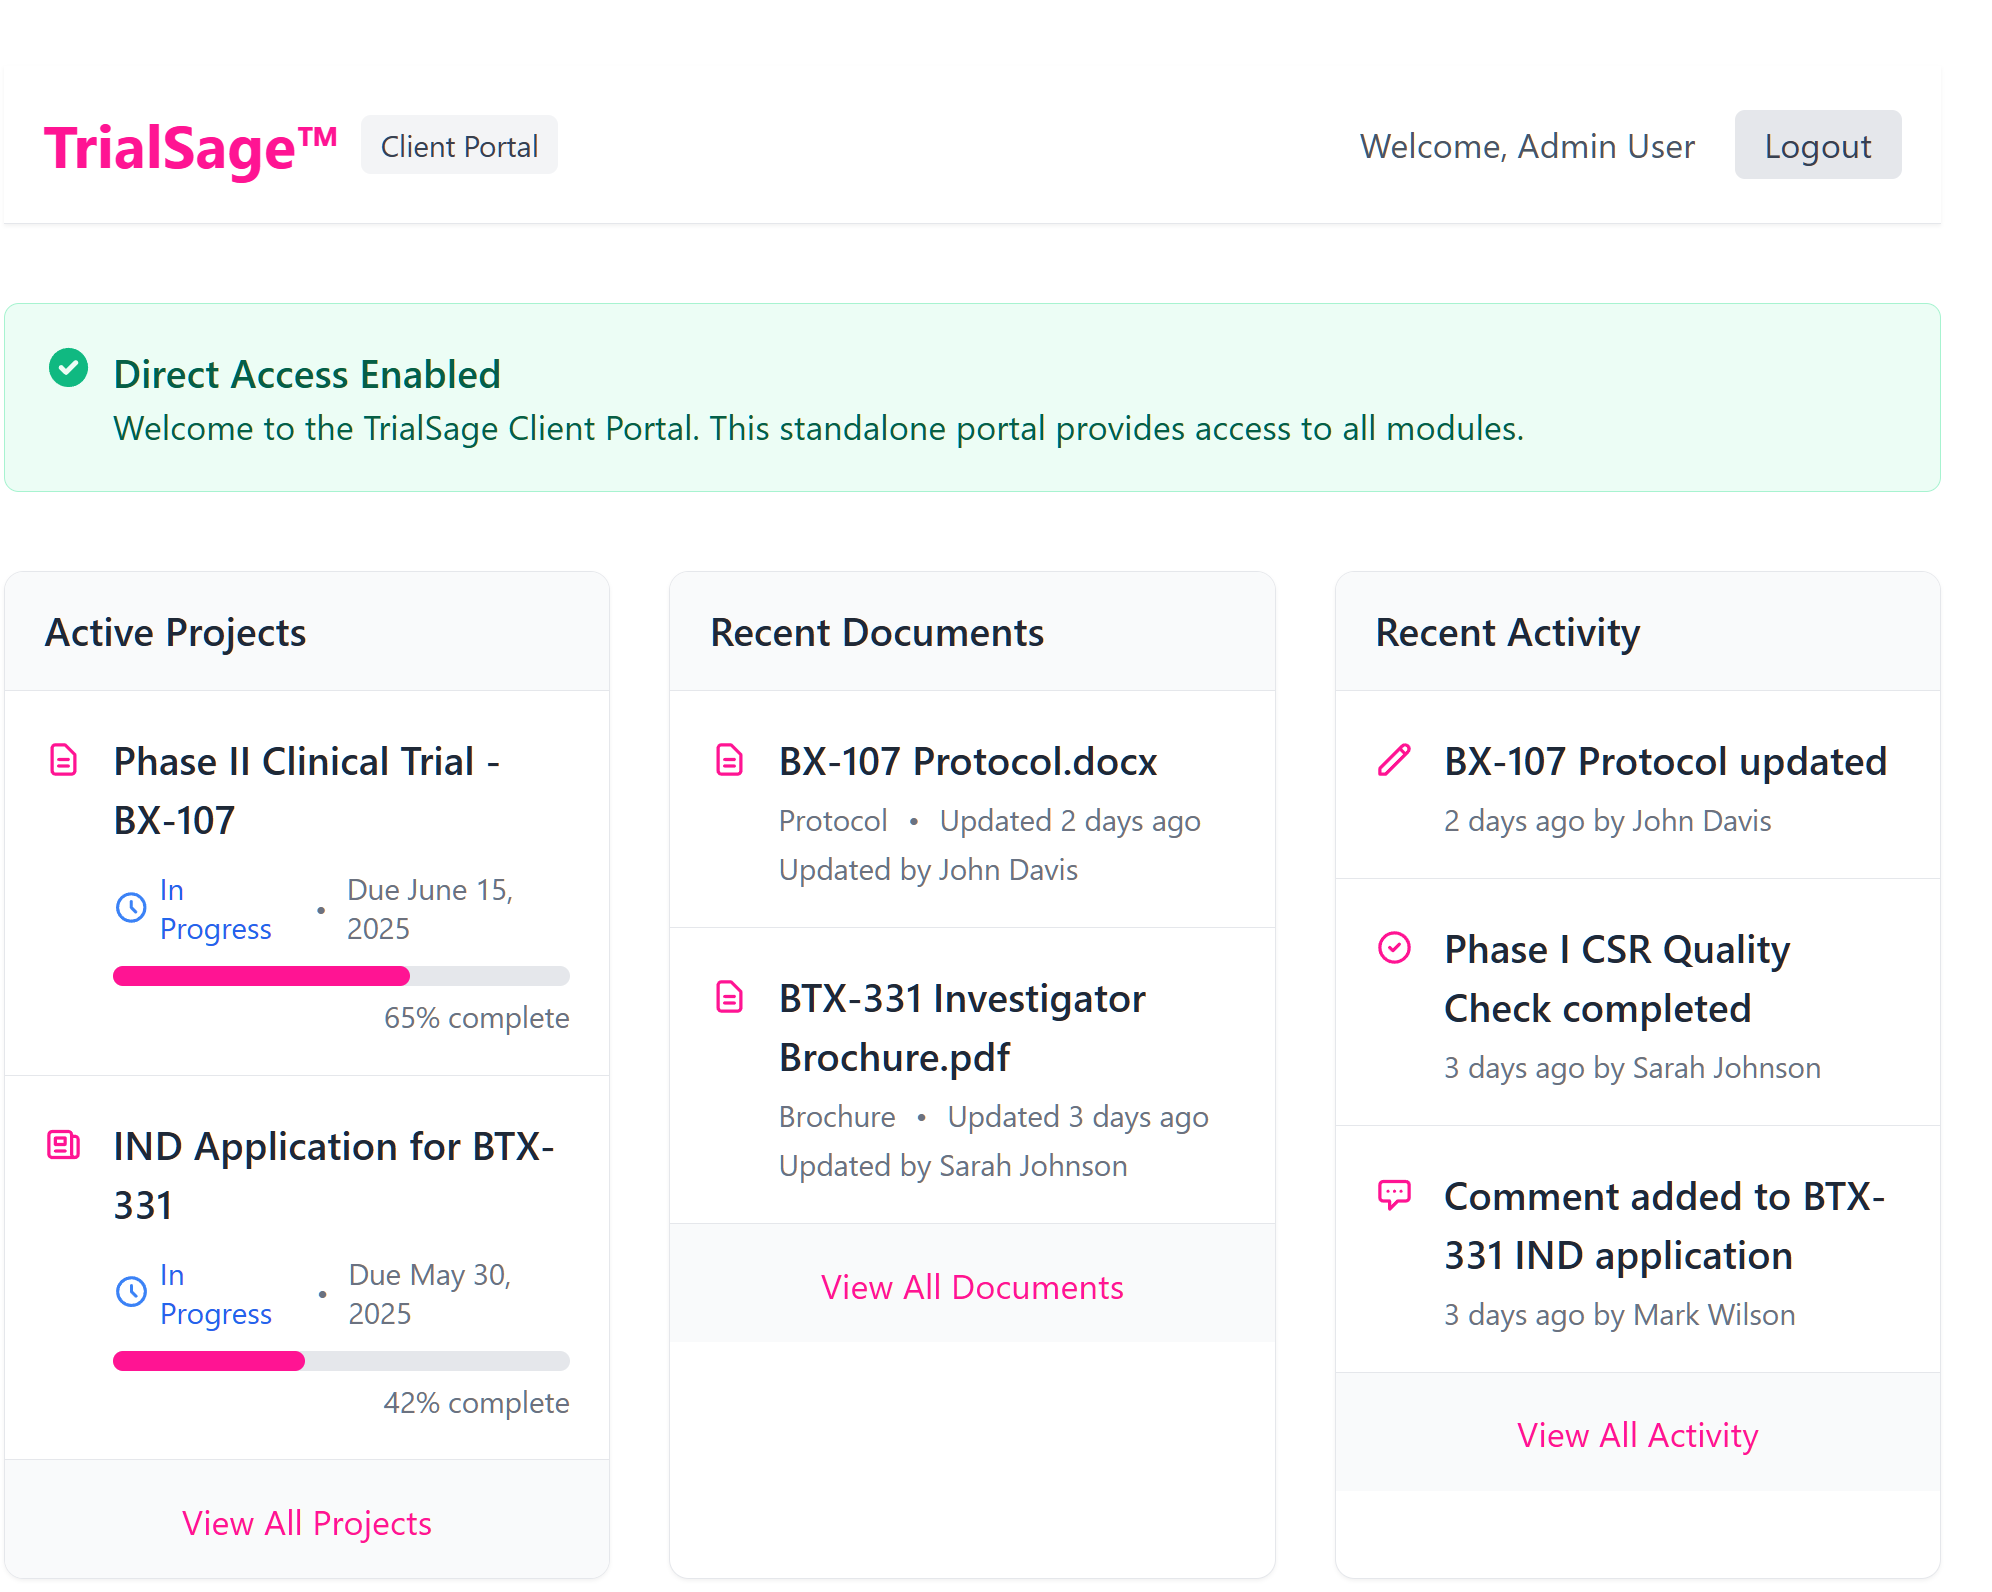 TrialSage™
Client Portal
Welcome, Admin User
Logout
Direct Access Enabled
Welcome to the TrialSage Client Portal. This standalone portal provides access to all modules.
Active Projects
Phase II Clinical Trial -
BX-107
In
Progress
•
Due June 15,
2025
65% complete
IND Application for BTX-
331
In
Progress
•
Due May 30,
2025
42% complete
View All Projects
Recent Documents
BX-107 Protocol.docx
Protocol • Updated 2 days ago
Updated by John Davis
BTX-331 Investigator
Brochure.pdf
Brochure • Updated 3 days ago
Updated by Sarah Johnson
View All Documents
Recent Activity
BX-107 Protocol updated
2 days ago by John Davis
Phase I CSR Quality
Check completed
3 days ago by Sarah Johnson
Comment added to BTX-
331 IND application
3 days ago by Mark Wilson
View All Activity